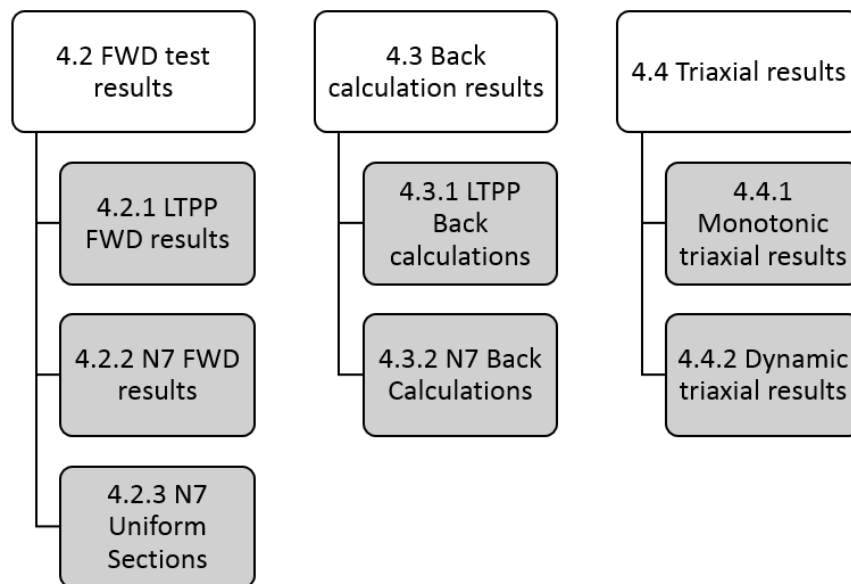 4.2 FWD test
results
4.2.1 LTPP
FWD results
4.2.2 N7 FWD
results
4.2.3 N7
Uniform
Sections
4.3 Back
calculation results
4.3.1 LTPP
Back
calculations
4.3.2 N7 Back
Calculations
4.4 Triaxial results
4.4.1
Monotonic
triaxial results
4.4.2 Dynamic
triaxial results